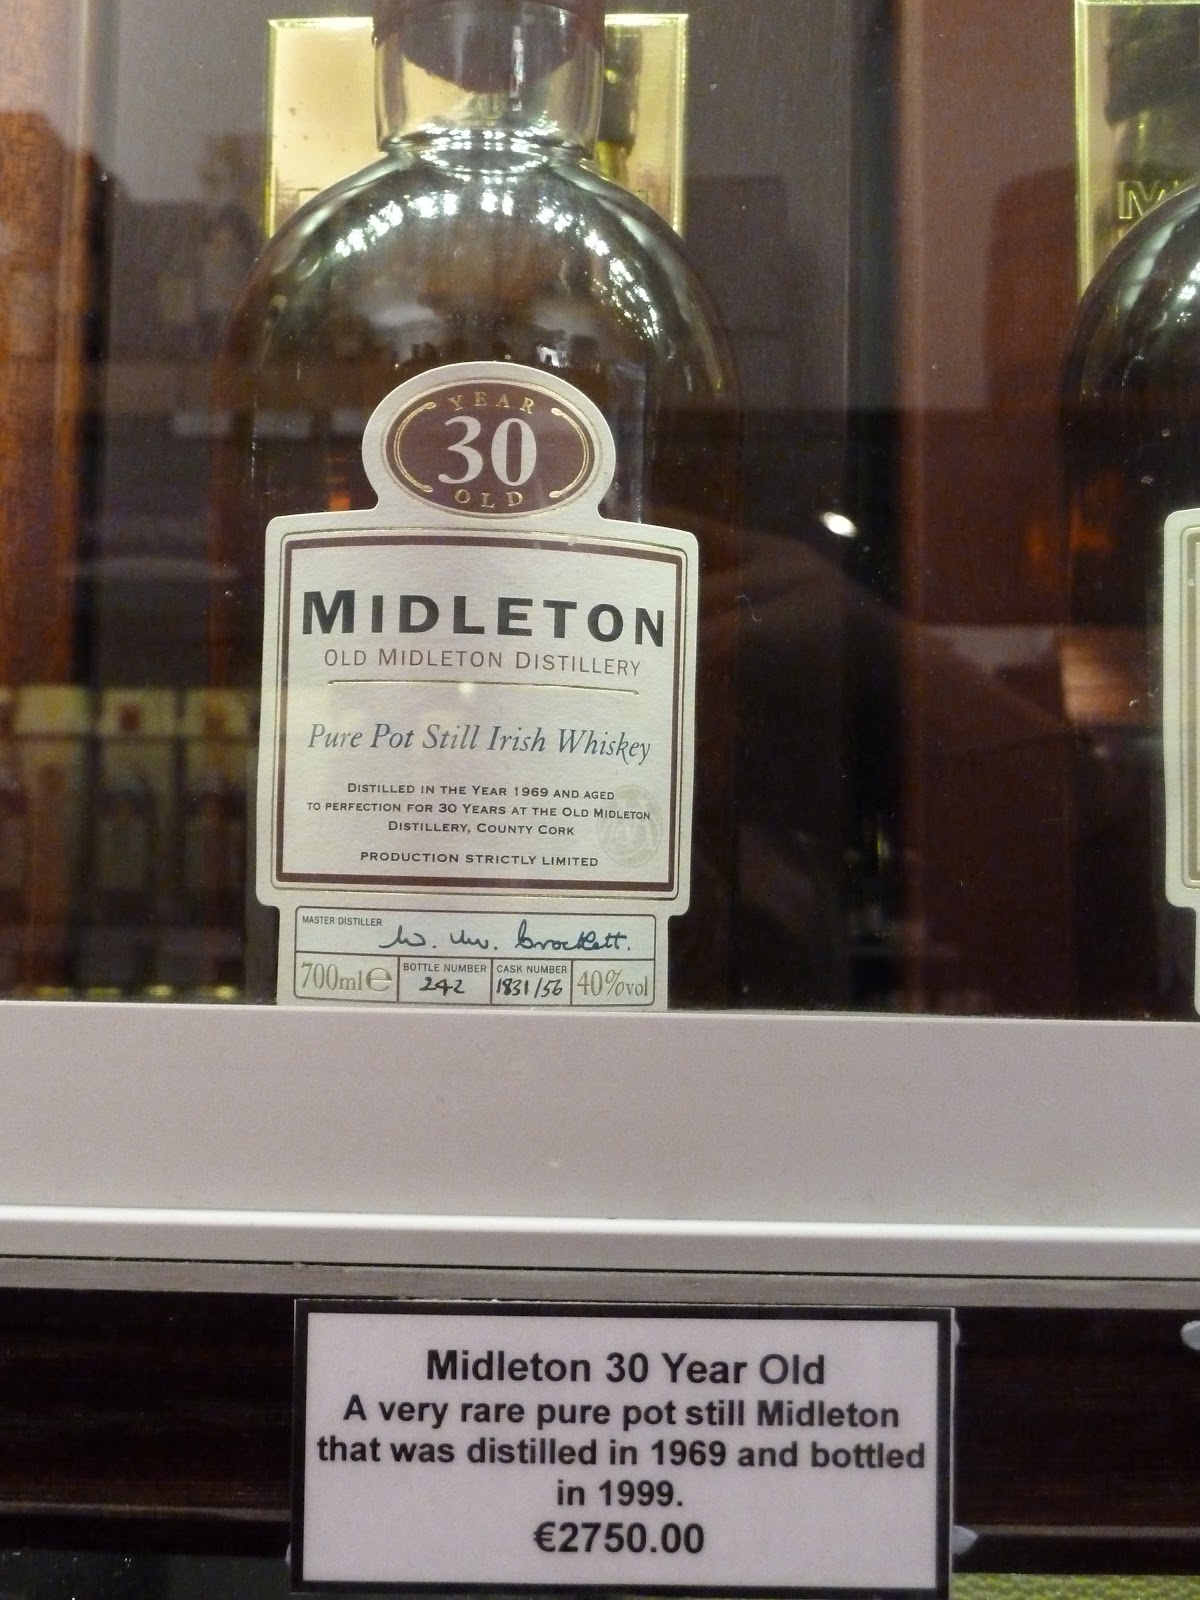 YEAR
30
OLD
MIDLETON
OLD MIDLETON DISTILLERY
Pure Pot Still Irish Whiskey
DISTILLED IN THE YEAR 1969 AND AGED
TO PERFECTION FOR 30 YEARS AT THE OLD MIDLETON
DISTILLERY, COUNTY CORK
PRODUCTION STRICTLY LIMITED
MASTER DISTILLER
Crockett.
700ml e BOTTLE NUMBER 242 CASK NUMBER 1831/56 40%vol
Midleton 30 Year Old
A very rare pure pot still Midleton
that was distilled in 1969 and bottled
in 1999.
€2750.00